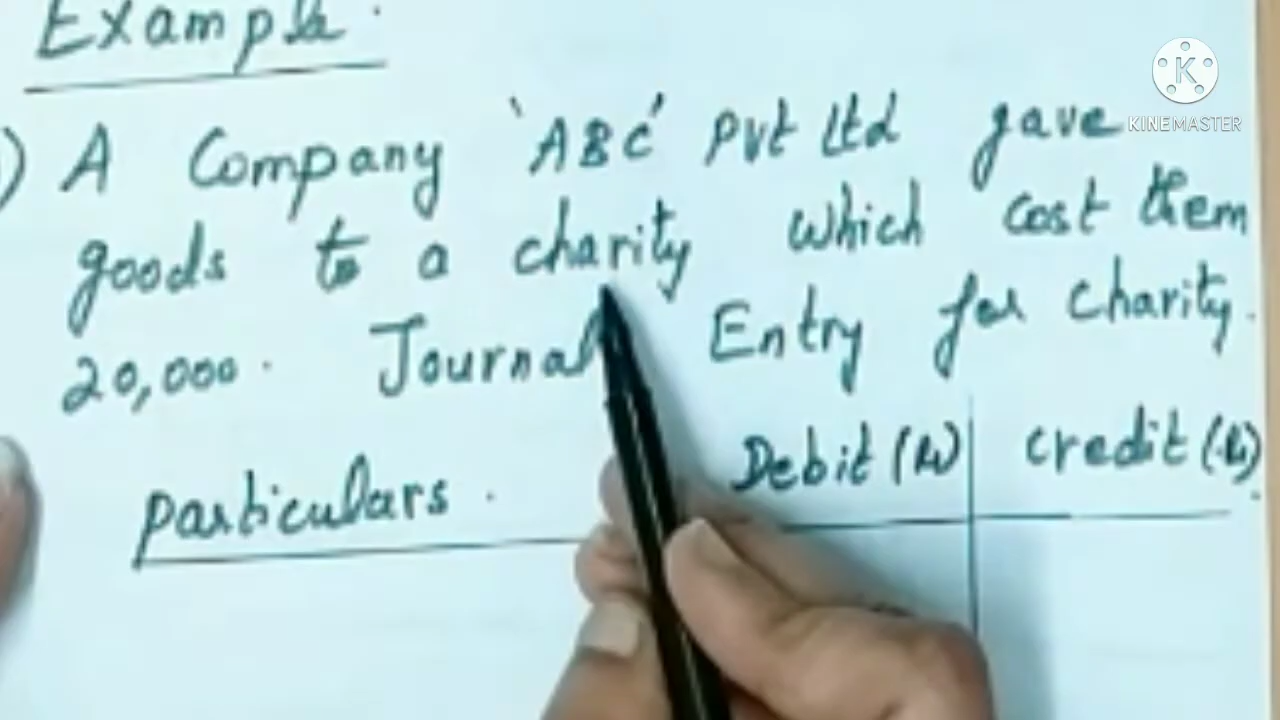 Example.
) A Company 'ABC' Pvt Ltd gave
goods to a charity which cost them
20,000. Journal Entry for charity.
Particulars. Debit (Rs) Credit (Rs).
K
KINEMASTER